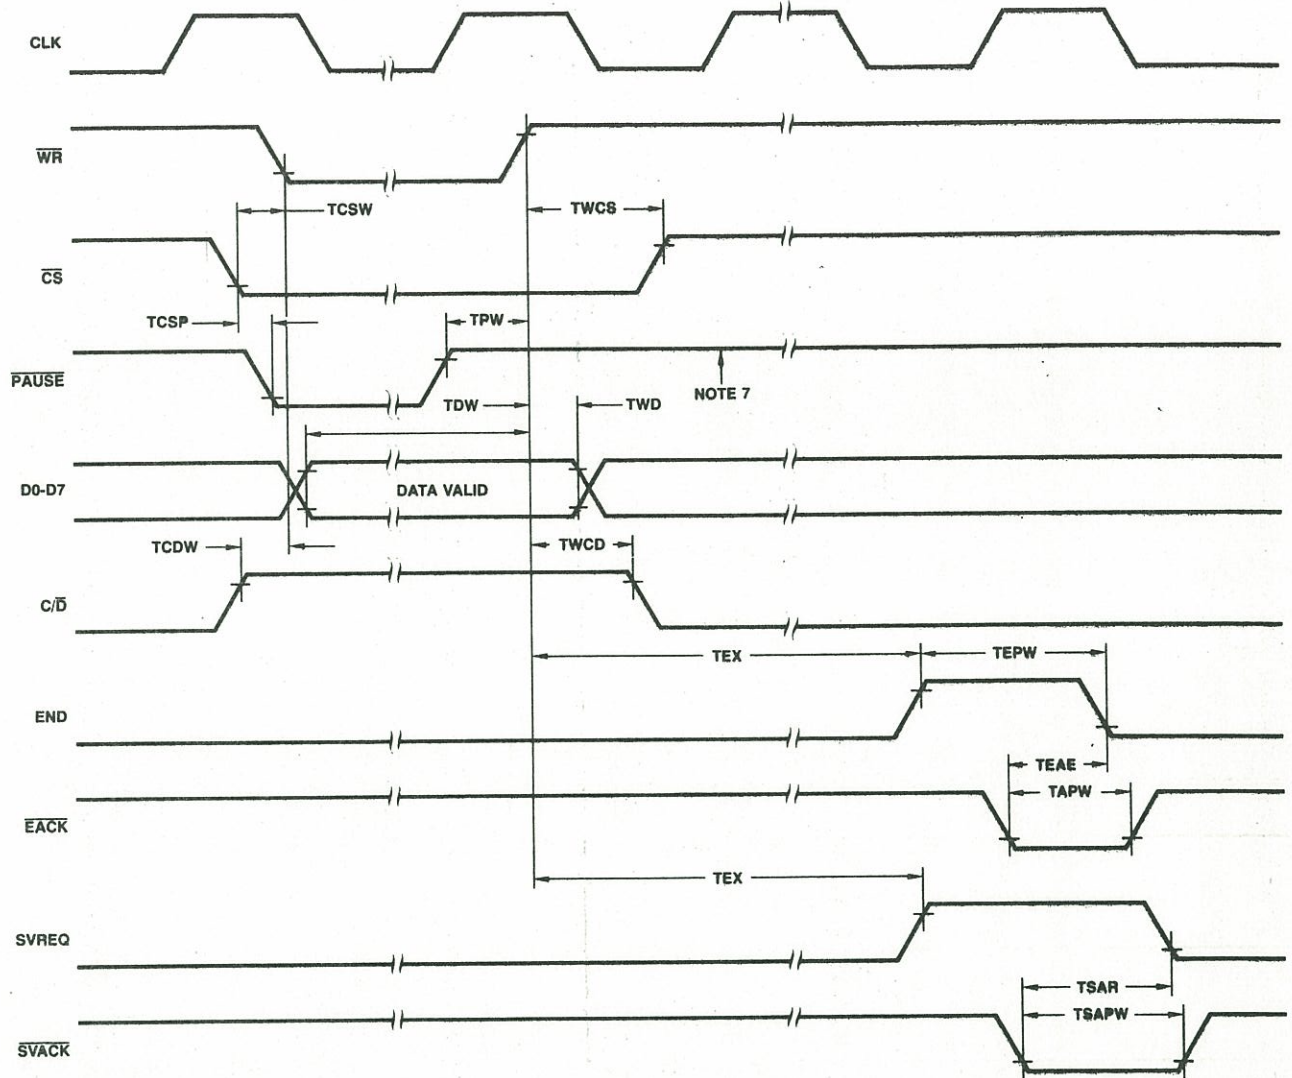 CLK
WR
TCSW
TWCS
CS
TCSP
TPW
PAUSE
NOTE 7
TDW
TWD
D0-D7
DATA VALID
TCDW
TWCD
C/D
TEX
TEPW
END
TEAE
TAPW
EACK
TEX
SVREQ
TSAR
TSAPW
SVACK